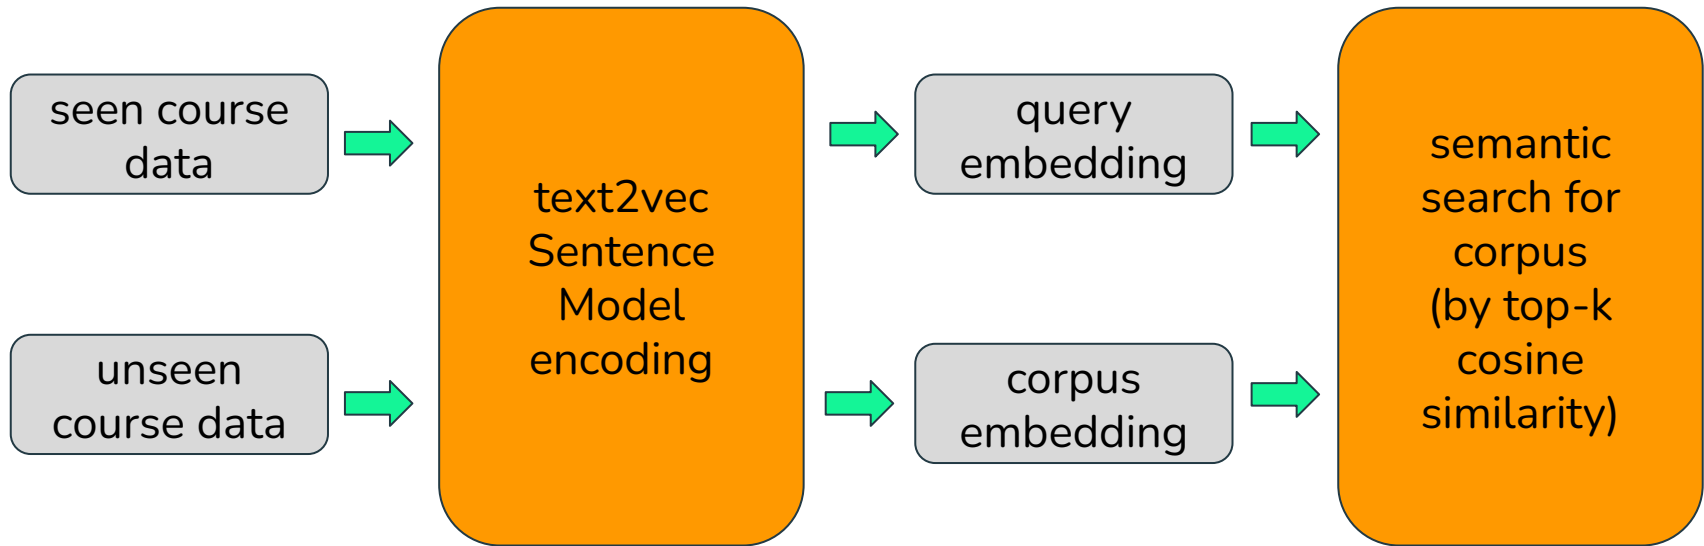 seen course
data
unseen
course data
text2vec
Sentence
Model
encoding
query
embedding
corpus
embedding
semantic
search for
corpus
(by top-k
cosine
similarity)